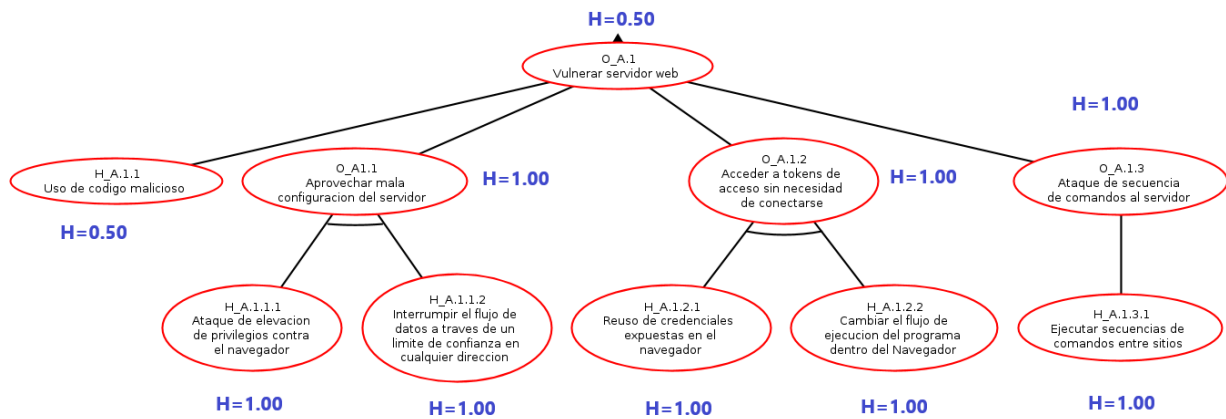 H=0.50
O_A.1
Vulnerar servidor web
H=1.00
H_A.1.1
Uso de codigo malicioso
H=0.50
O_A1.1
Aprovechar mala
configuracion del servidor
H=1.00
O_A.1.2
Acceder a tokens de
acceso sin necesidad
de conectarse
H=1.00
O_A.1.3
Ataque de secuencia
de comandos al servidor
H_A.1.1.1
Ataque de elevacion
de privilegios contra
el navegador
H_A.1.1.2
Interrumpir el flujo de
datos a traves de un
limite de confianza en
cualquier direccion
H_A.1.2.1
Reuso de credenciales
expuestas en el
navegador
H_A.1.2.2
Cambiar el flujo de
ejecucion del programa
dentro del Navegador
H_A.1.3.1
Ejecutar secuencias de
comandos entre sitios
H=1.00
H=1.00
H=1.00
H=1.00
H=1.00